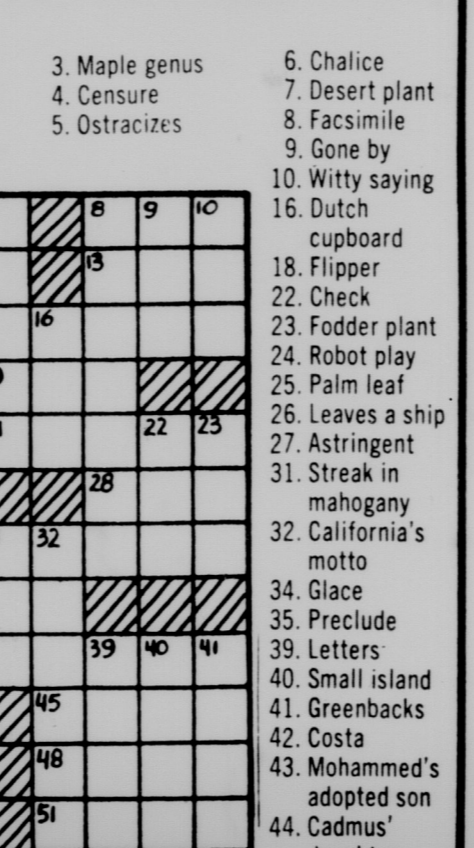 3. Maple genus
4. Censure
5. Ostracizes
6. Chalice
7. Desert plant
8. Facsimile
9. Gone by
10. Witty saying
16. Dutch
cupboard
18. Flipper
22. Check
23. Fodder plant
24. Robot play
25. Palm leaf
26. Leaves a ship
27. Astringent
31. Streak in
mahogany
32. California's
motto
34. Glace
35. Preclude
39. Letters
40. Small island
41. Greenbacks
42. Costa
43. Mohammed's
adopted son
44. Cadmus'
8 9 10
13
16
22 23
28
32
39 40 41
45
48
51